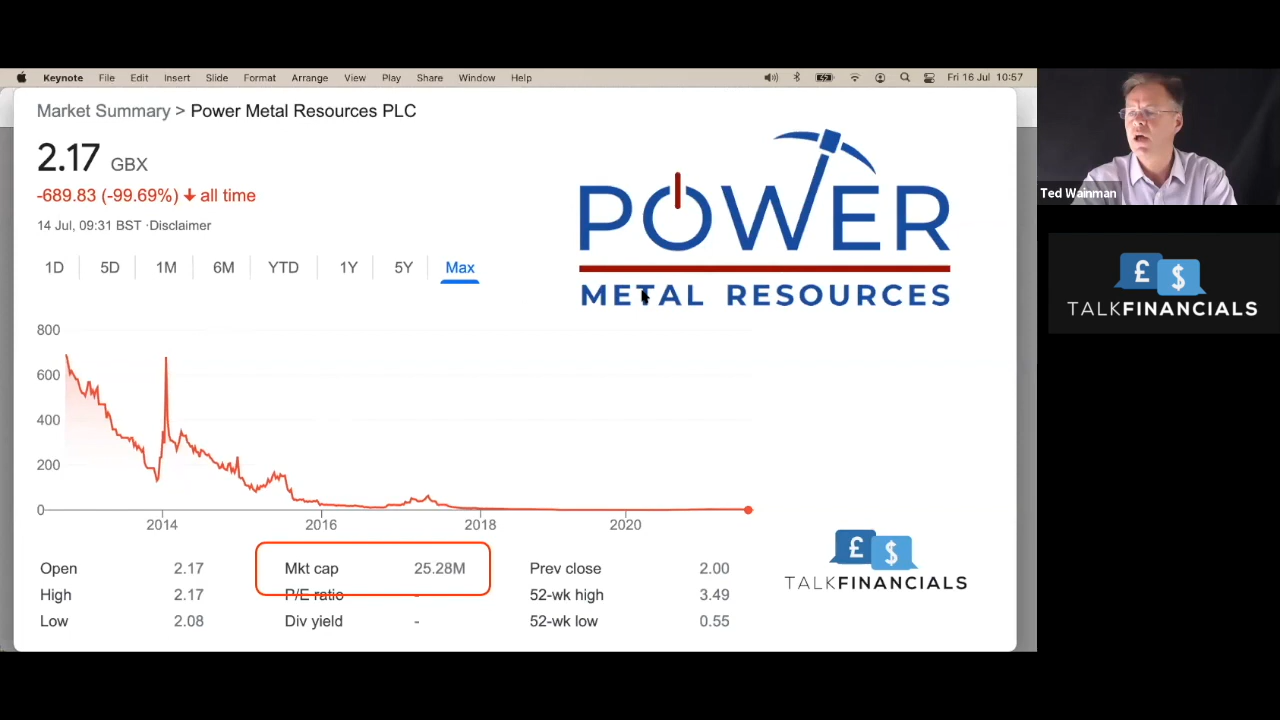 Keynote File Edit Insert Slide Format Arrange View Play Share Window Help Fri 16 Jul 10:57
Market Summary > Power Metal Resources PLC
2.17 GBX
-689.83 (-99.69%) ↓ all time
14 Jul, 09:31 BST ·Disclaimer
1D 5D 1M 6M YTD 1Y 5Y Max
POWER
METAL RESOURCES
800
600
400
200
0
2014 2016 2018 2020
Open 2.17 Mkt cap 25.28M Prev close 2.00
High 2.17 P/E ratio - 52-wk high 3.49
Low 2.08 Div yield - 52-wk low 0.55
£ $
TALKFINANCIALS
Ted Wainman
£ $
TALKFINANCIALS